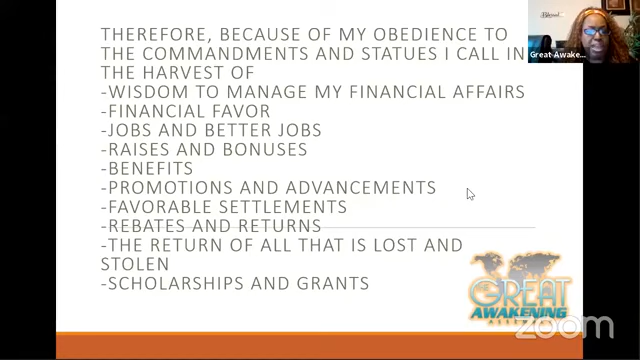 THEREFORE, BECAUSE OF MY OBEDIENCE TO
THE COMMANDMENTS AND STATUES I CALL IN
THE HARVEST OF
-WISDOM TO MANAGE MY FINANCIAL AFFAIRS
-FINANCIAL FAVOR
-JOBS AND BETTER JOBS
-RAISES AND BONUSES
-BENEFITS
-PROMOTIONS AND ADVANCEMENTS
-FAVORABLE SETTLEMENTS
-REBATES AND RETURNS
-THE RETURN OF ALL THAT IS LOST AND
STOLEN
-SCHOLARSHIPS AND GRANTS
Great Awake...
THE
GREAT
AWAKENING
zoom